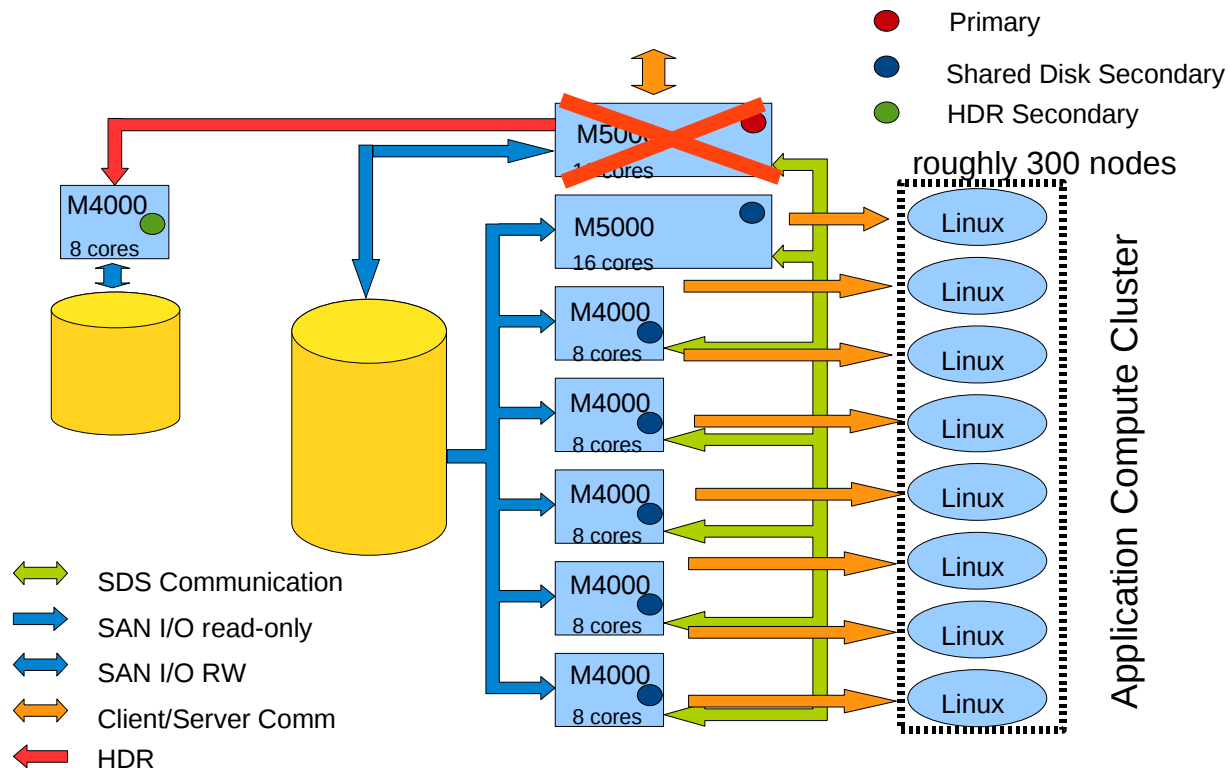 Primary
Shared Disk Secondary
HDR Secondary
roughly 300 nodes
cores
M4000
8 cores
M5000
16 cores
M4000
8 cores
M4000
8 cores
M4000
8 cores
M4000
8 cores
M4000
8 cores
Linux
Linux
Linux
Linux
Linux
Linux
Linux
Linux
Application Compute Cluster
SDS Communication
SAN I/O read-only
SAN I/O RW
Client/Server Comm
HDR